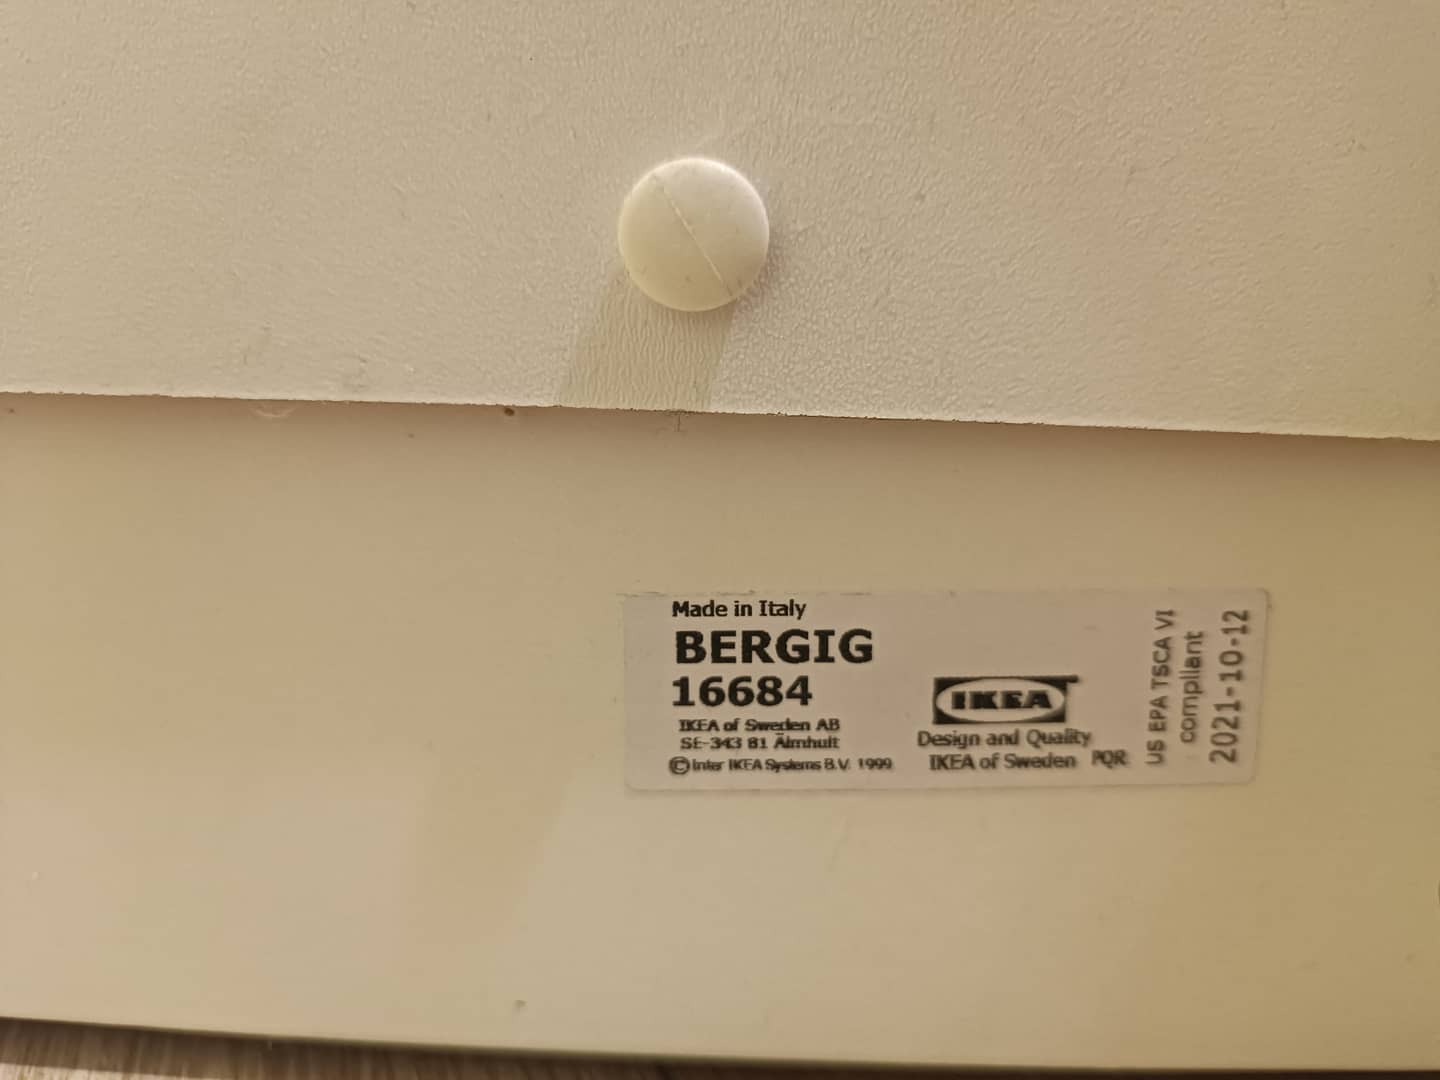 Made in Italy
BERGIG
16684
IKEA of Sweden AB
SE-343 81 Älmhult
© Inter IKEA Systems B.V. 1999
IKEA
Design and Quality
IKEA of Sweden
PQR
US EPA TSCA VI
compliant
2021-10-12